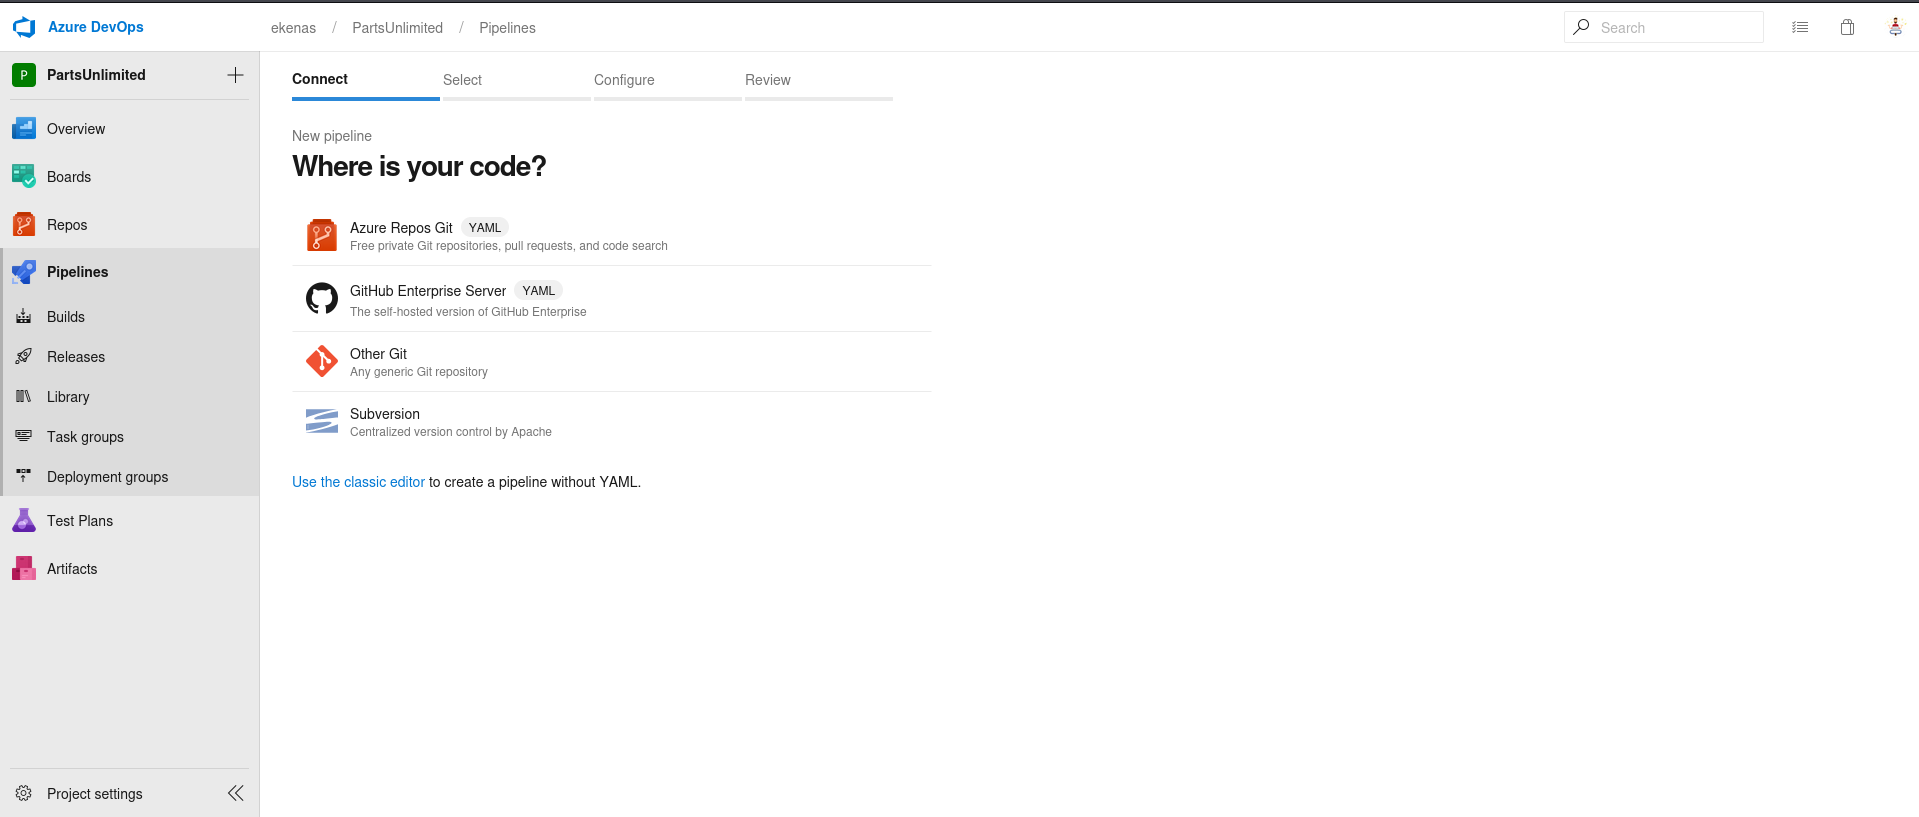 Azure DevOps
ekenas / PartsUnlimited / Pipelines
Search
P PartsUnlimited
Overview
Boards
Repos
Pipelines
Builds
Releases
Library
Task groups
Deployment groups
Test Plans
Artifacts
Project settings
Connect Select Configure Review
New pipeline
Where is your code?
Azure Repos Git YAML
Free private Git repositories, pull requests, and code search
GitHub Enterprise Server YAML
The self-hosted version of GitHub Enterprise
Other Git
Any generic Git repository
Subversion
Centralized version control by Apache
Use the classic editor to create a pipeline without YAML.